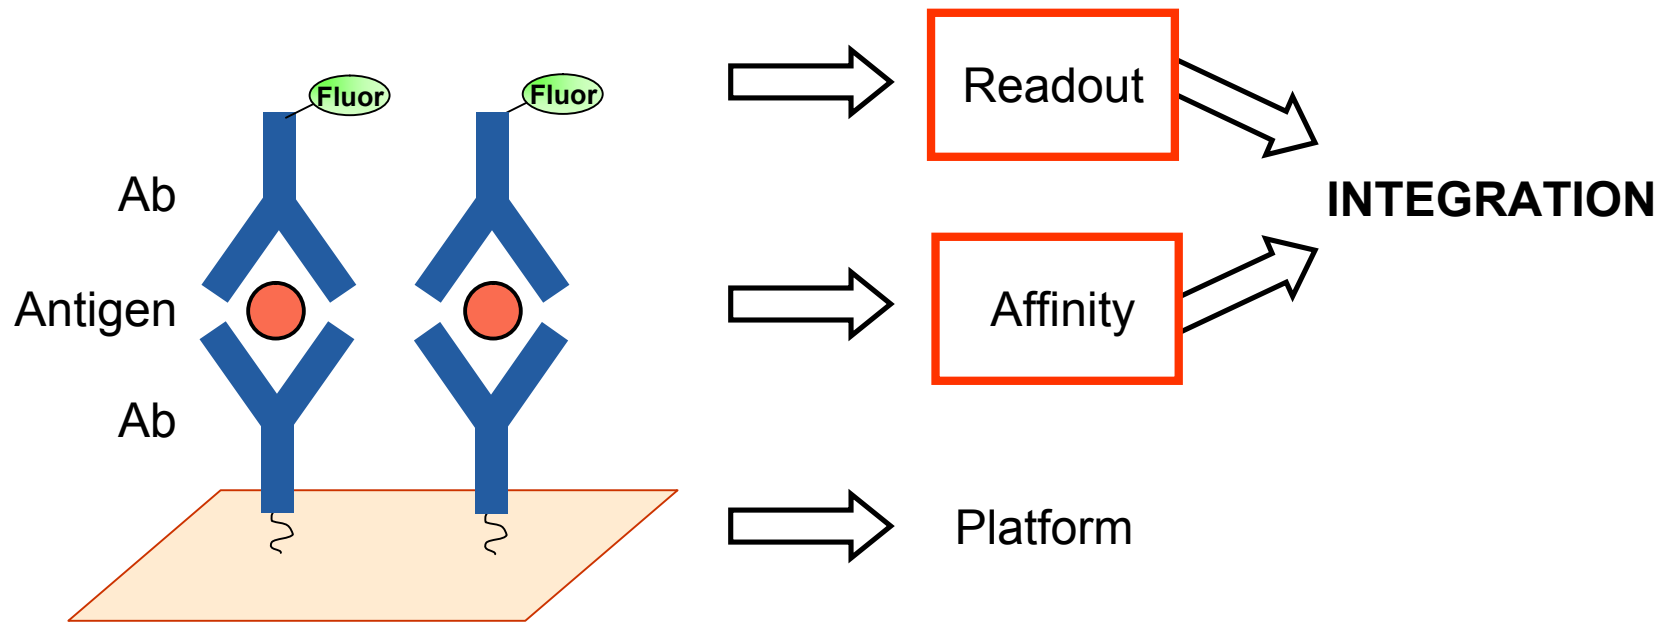 Fluor
Fluor
Readout
Ab
INTEGRATION
Antigen
Affinity
Ab
Platform